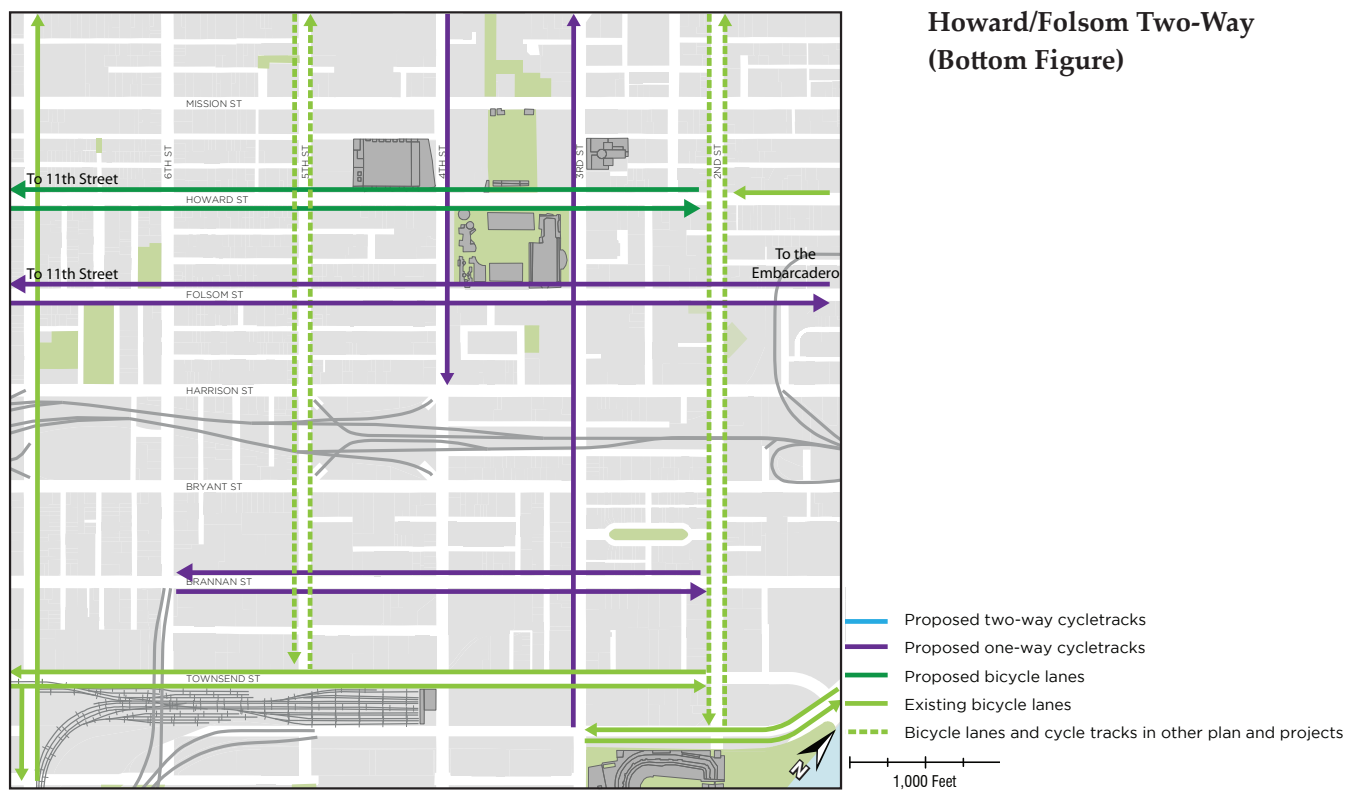 Howard/Folsom Two-Way
(Bottom Figure)
MISSION ST
6TH ST
5TH ST
4TH ST
3RD ST
2ND ST
To 11th Street
HOWARD ST
To the
Embarcadero
To 11th Street
FOLSOM ST
HARRISON ST
BRYANT ST
BRANNAN ST
TOWNSEND ST
Proposed two-way cycletracks
Proposed one-way cycletracks
Proposed bicycle lanes
Existing bicycle lanes
Bicycle lanes and cycle tracks in other plan and projects
N
1,000 Feet